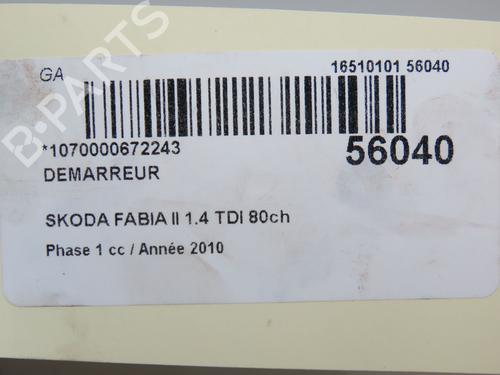 GA
16510101 56040
*1070000672243
56040
DEMARREUR
SKODA FABIA II 1.4 TDI 80ch
Phase 1 cc / Année 2010
B-PARTS